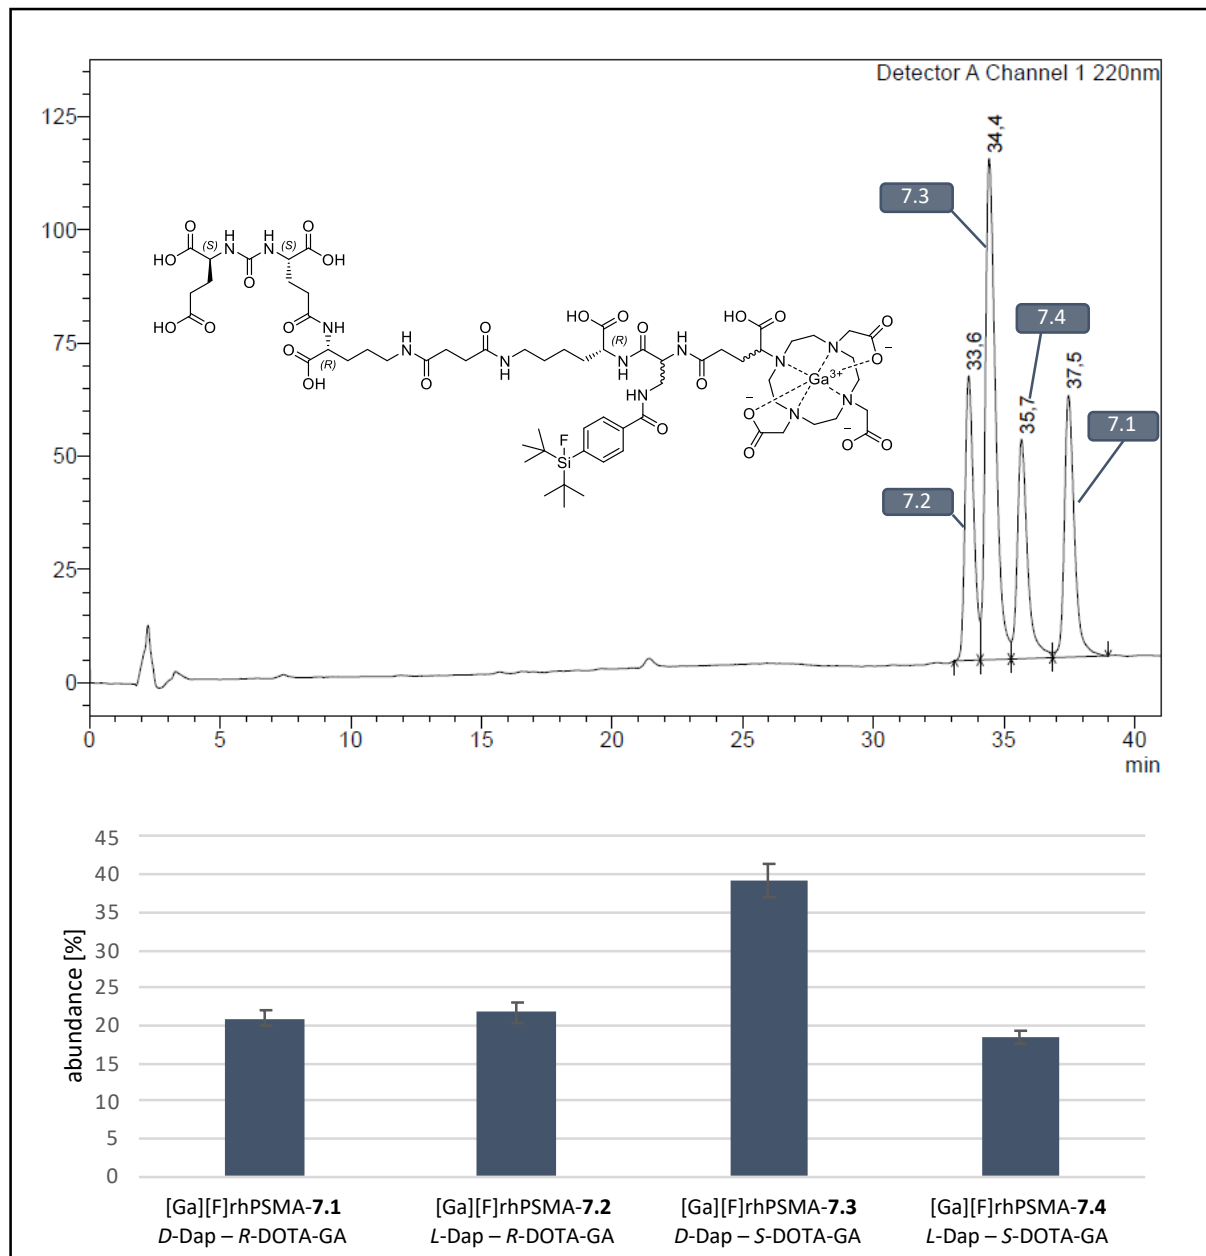 Detector A Channel 1 220nm
125
100
75
50
25
0
34,4
7.3
33,6
7.4
35,7
37,5
7.1
7.2
O
O
H
H
O
(S)
N
N
(S)
HO
O
OH
HO
O
O
NH
O
(R)
OH
H
N
O
O
N
H
HO
O
(R)
N
H
O
H
N
O
HO
O
NH
O
F
Si
N
N
Ga3+
N
N
O
O−
−O
O
−O
O
0
5
10
15
20
25
30
35
40
min
45
40
35
30
25
20
15
10
5
0
abundance [%]
[Ga][F]rhPSMA-7.1
D-Dap – R-DOTA-GA
[Ga][F]rhPSMA-7.2
L-Dap – R-DOTA-GA
[Ga][F]rhPSMA-7.3
D-Dap – S-DOTA-GA
[Ga][F]rhPSMA-7.4
L-Dap – S-DOTA-GA